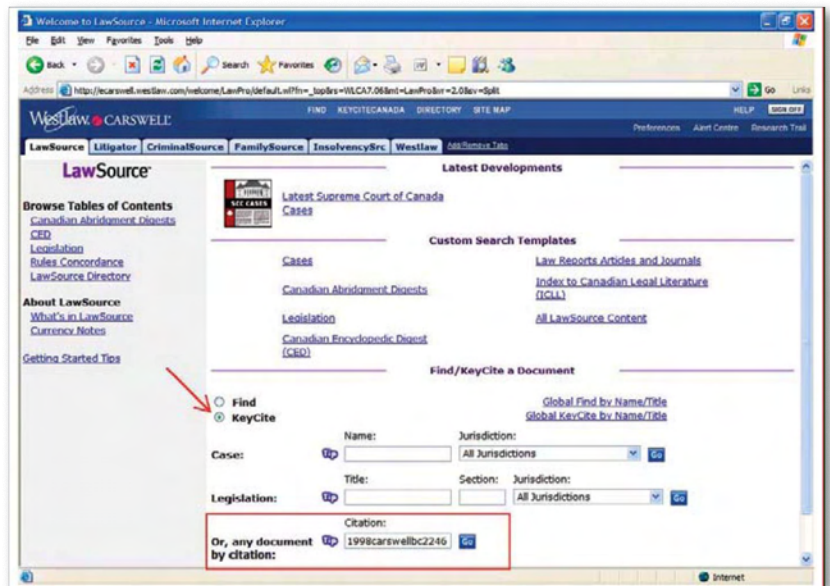 Welcome to LawSource - Microsoft Internet Explorer
File Edit View Favorites Tools Help
Back Search Favorites
Address http://ecarswell.westlaw.com/welcome/LawPro/default.wl?fn=_top&rs=WLCA7.06&mt=LawPro&vr=2.0&sv=Split Go Links
FIND KEYCITECANADA DIRECTORY SITE MAP HELP SIGN OFF
Westlaw CARSWELL
Preferences Alert Centre Research Trail
LawSource Litigator CriminalSource FamilySource InsolvencySrc Westlaw Add/Remove Tabs
LawSource
Browse Tables of Contents
Canadian Abridgment Digests
CED
Legislation
Rules Concordance
LawSource Directory
About LawSource
What's in LawSource
Currency Notes
Getting Started Tips
Latest Developments
SCC CASES
Latest Supreme Court of Canada
Cases
Custom Search Templates
Cases Law Reports Articles and Journals
Canadian Abridgment Digests Index to Canadian Legal Literature
(ICLL)
Legislation All LawSource Content
Canadian Encyclopedic Digest
(CED)
Find/KeyCite a Document
Find Global Find by Name/Title
KeyCite Global KeyCite by Name/Title
Name: Jurisdiction:
Case: All Jurisdictions Go
Title: Section: Jurisdiction:
Legislation: All Jurisdictions Go
Citation:
Or, any document 1998carswellbc2246 Go
by citation:
Internet